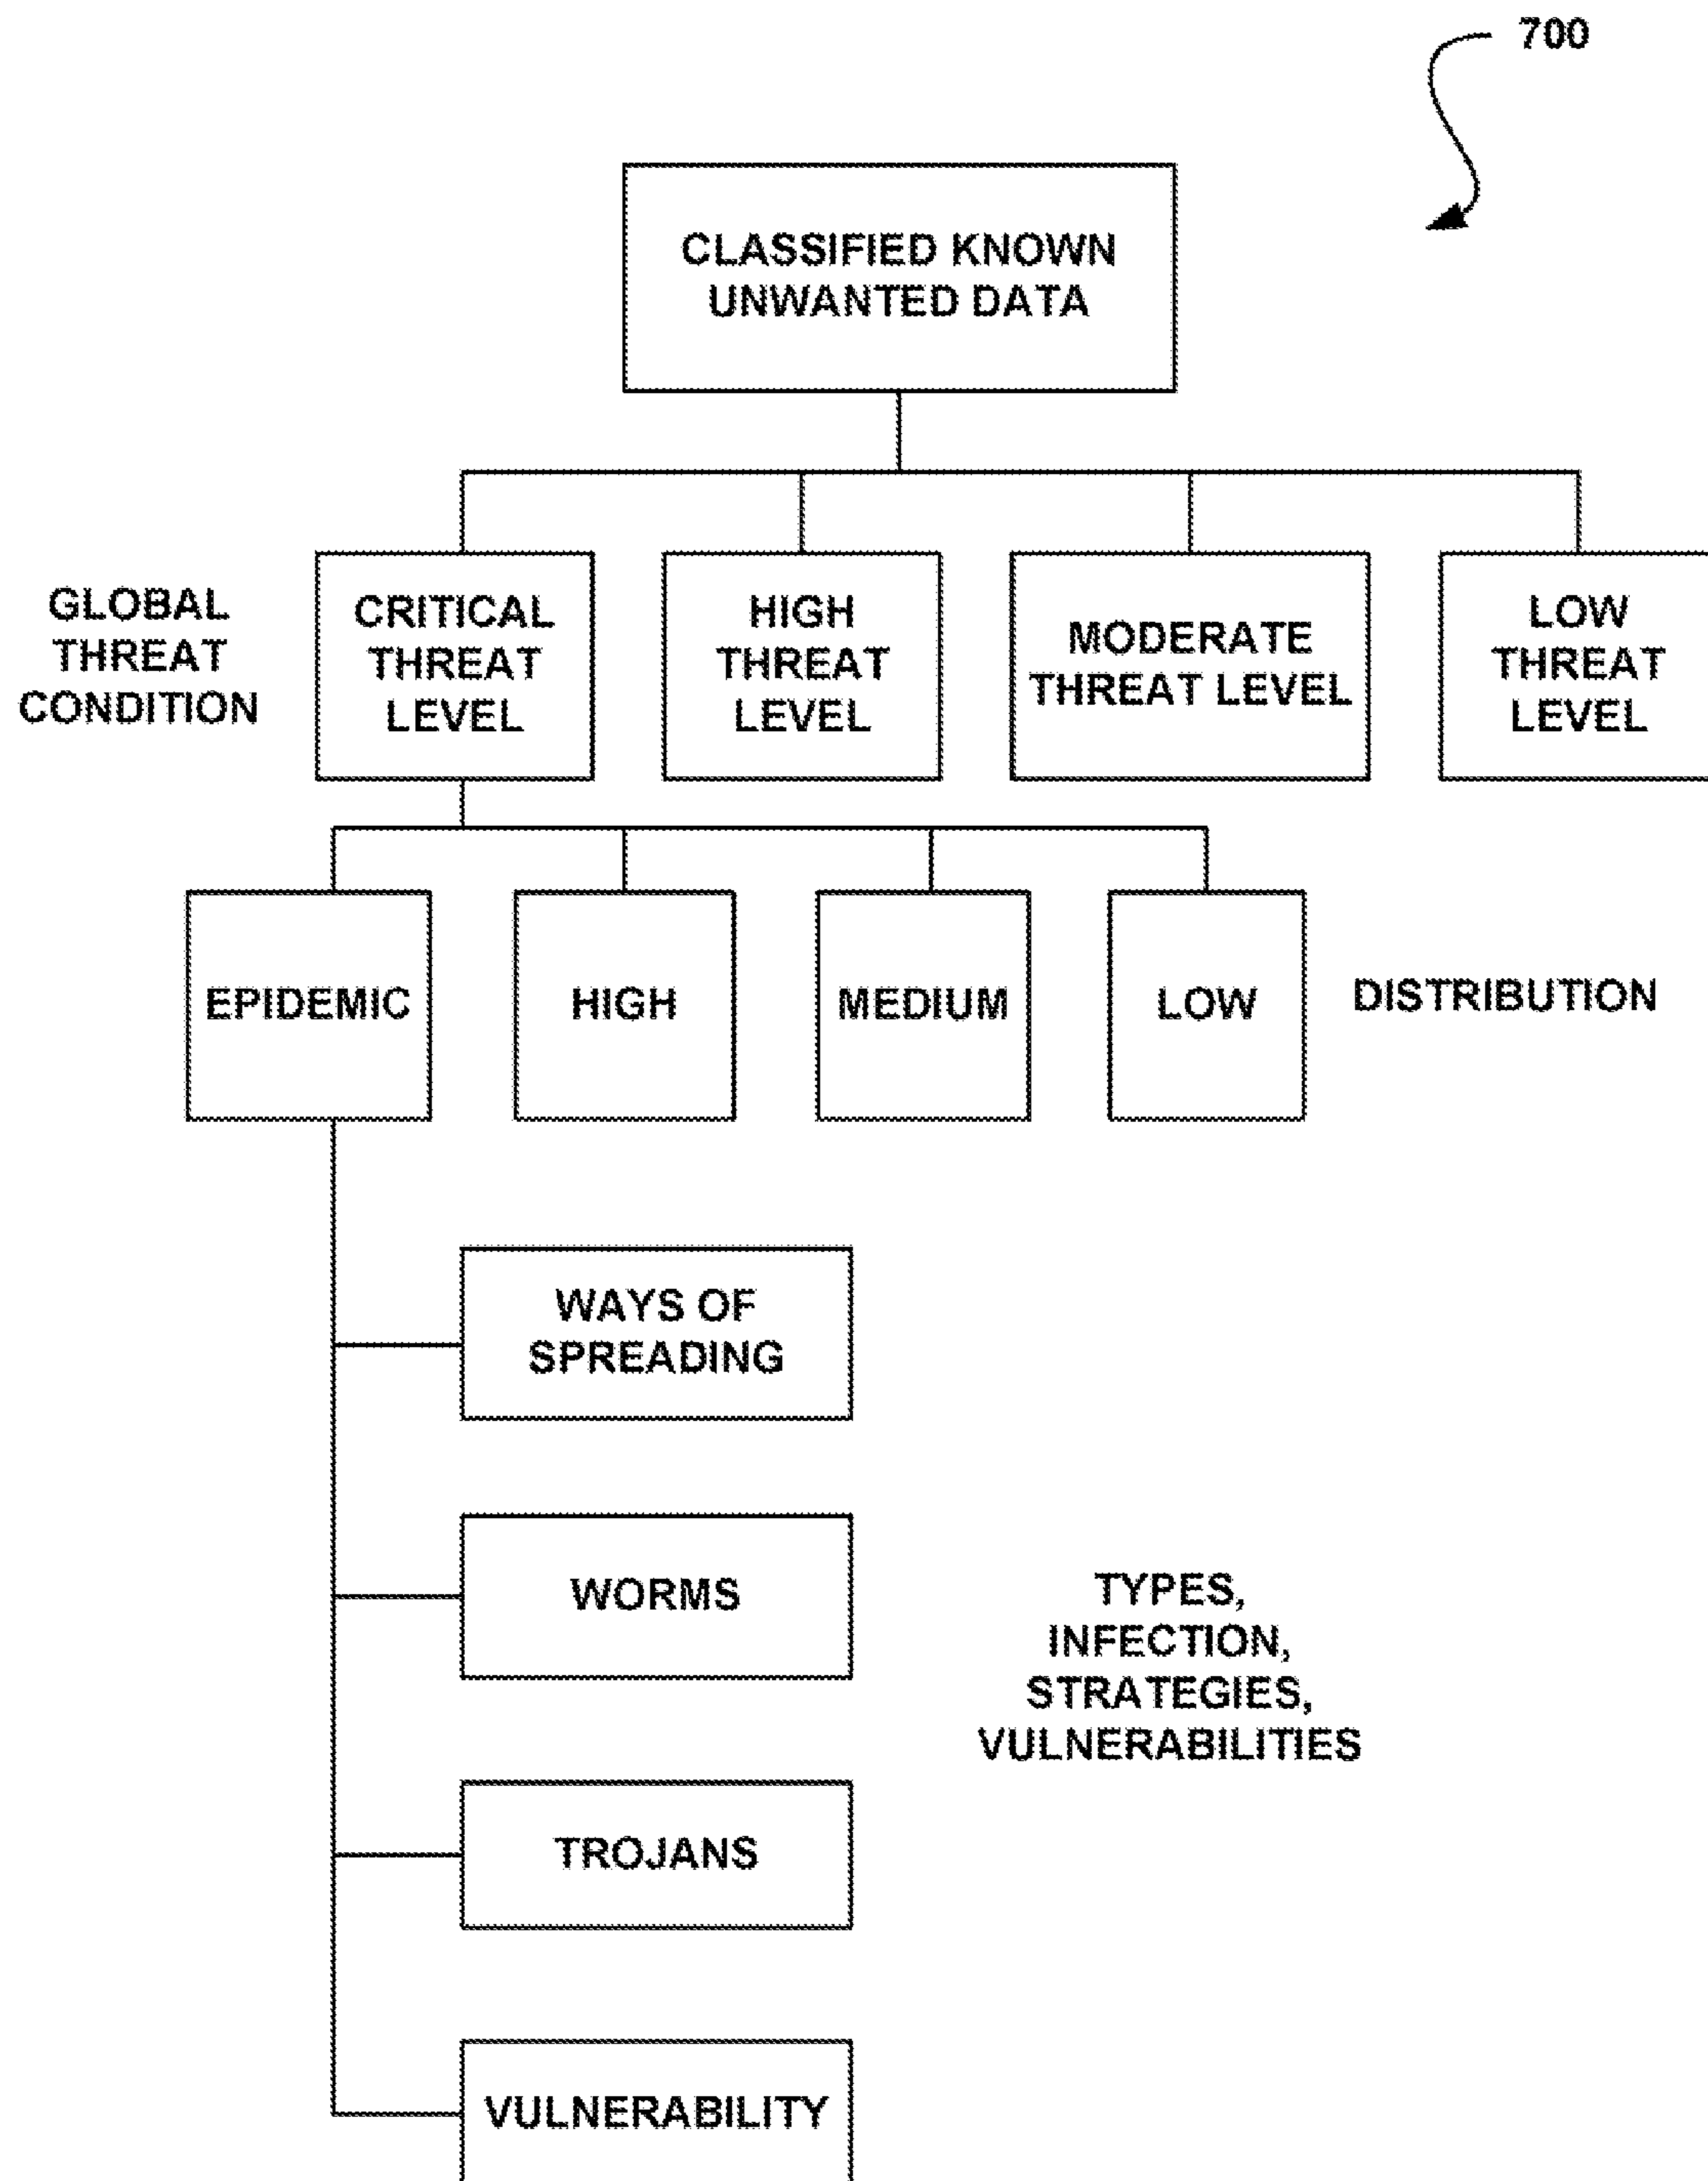 700
CLASSIFIED KNOWN
UNWANTED DATA
GLOBAL
THREAT
CONDITION
CRITICAL
THREAT
LEVEL
HIGH
THREAT
LEVEL
MODERATE
THREAT LEVEL
LOW
THREAT
LEVEL
EPIDEMIC
HIGH
MEDIUM
LOW
DISTRIBUTION
WAYS OF
SPREADING
WORMS
TYPES,
INFECTION,
STRATEGIES,
VULNERABILITIES
TROJANS
VULNERABILITY